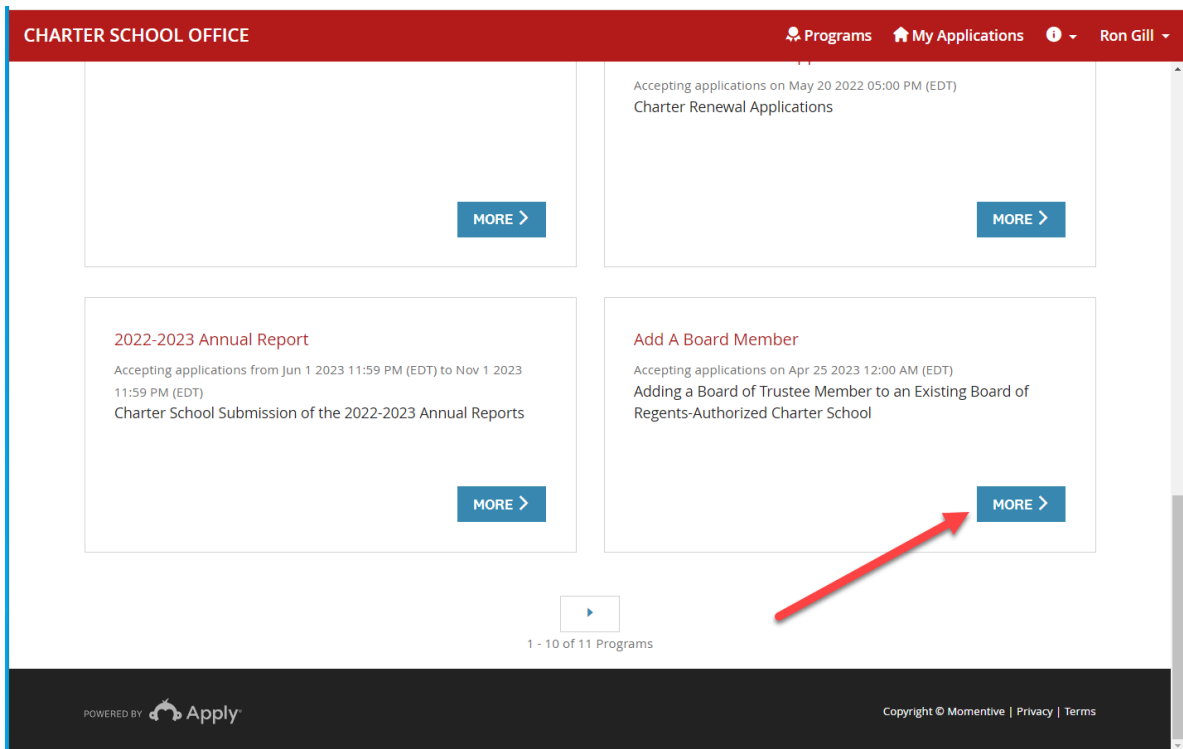 CHARTER SCHOOL OFFICE
Programs
My Applications
Ron Gill
Accepting applications on May 20 2022 05:00 PM (EDT)
Charter Renewal Applications
MORE
MORE
2022-2023 Annual Report
Accepting applications from Jun 1 2023 11:59 PM (EDT) to Nov 1 2023
11:59 PM (EDT)
Charter School Submission of the 2022-2023 Annual Reports
MORE
Add A Board Member
Accepting applications on Apr 25 2023 12:00 AM (EDT)
Adding a Board of Trustee Member to an Existing Board of
Regents-Authorized Charter School
MORE
1 - 10 of 11 Programs
POWERED BY Apply
Copyright © Momentive | Privacy | Terms